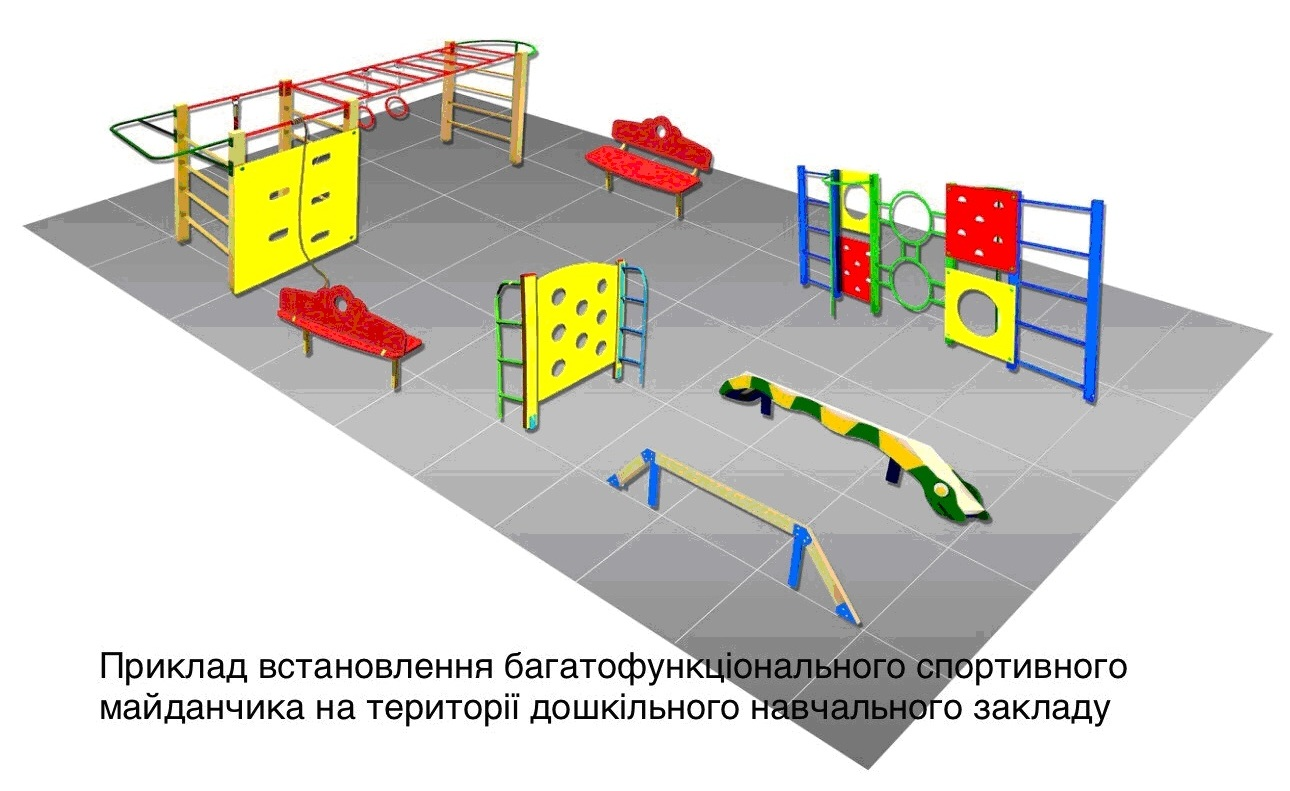 Приклад встановлення багатофункціонального спортивного
майданчика на території дошкільного навчального закладу